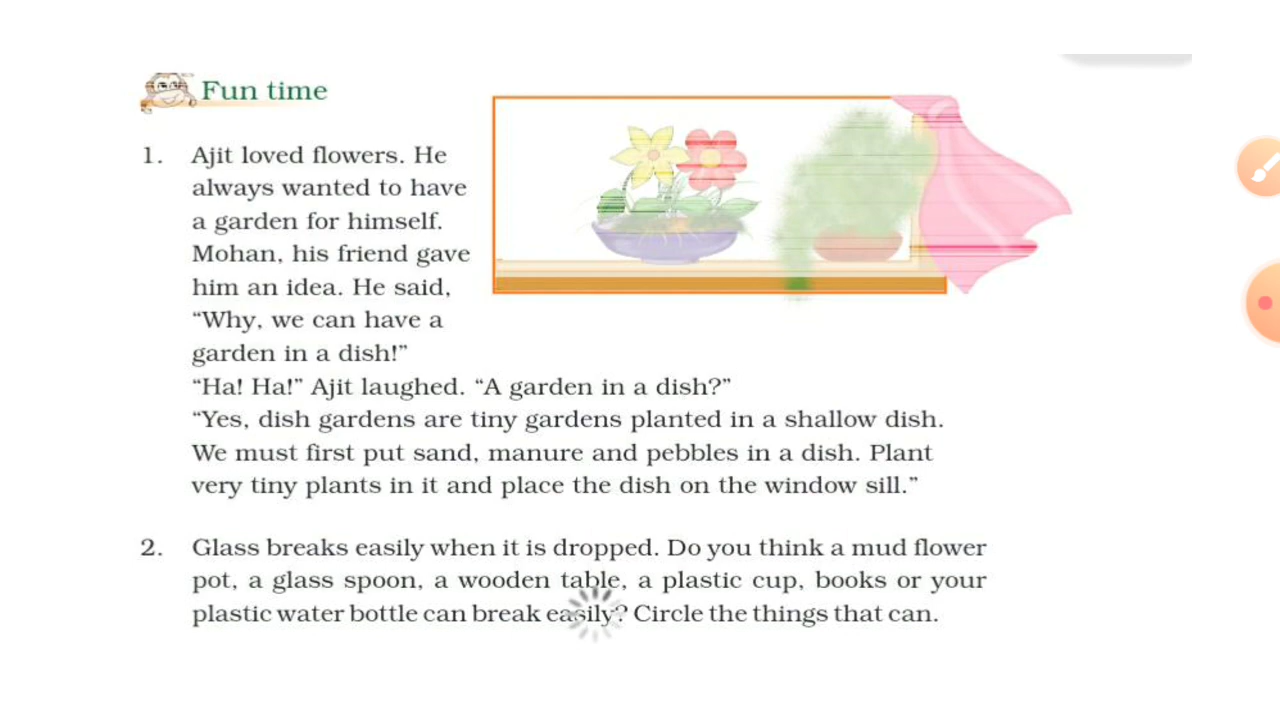 Fun time
1. Ajit loved flowers. He
always wanted to have
a garden for himself.
Mohan, his friend gave
him an idea. He said,
“Why, we can have a
garden in a dish!”
“Ha! Ha!” Ajit laughed. “A garden in a dish?”
“Yes, dish gardens are tiny gardens planted in a shallow dish.
We must first put sand, manure and pebbles in a dish. Plant
very tiny plants in it and place the dish on the window sill.”
2. Glass breaks easily when it is dropped. Do you think a mud flower
pot, a glass spoon, a wooden table, a plastic cup, books or your
plastic water bottle can break easily? Circle the things that can.